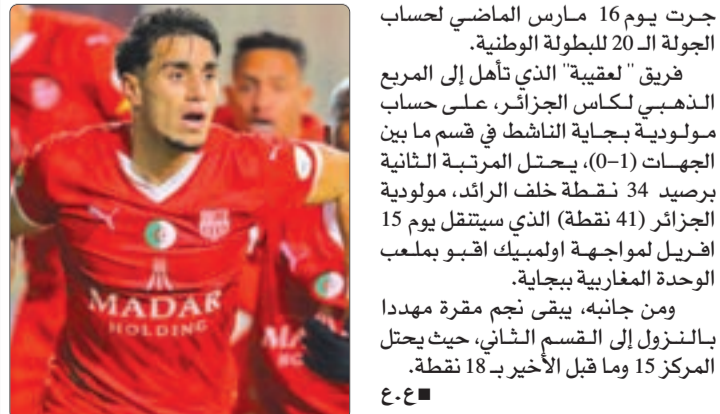 جرت يوم 16 مارس الماضي لحساب
الجولة الـ 20 للبطولة الوطنية.
فريق " لعقيبة" الذي تأهل إلى المربع
الذهبي لكاس الجزائر، على حساب
مولودية بجاية الناشط في قسم ما بين
الجهات (1-0)، يحتل المرتبة الثانية
برصيد 34 نقطة خلف الرائد، مولودية
الجزائر (41 نقطة) الذي سيتنقل يوم 15
افريل لمواجهة اولمبيك اقبو بملعب
الوحدة المغاربية ببجاية.
ومن جانبه، يبقى نجم مقرة مهددا
بالنزول إلى القسم الثاني، حيث يحتل
المركز 15 وما قبل الأخير بـ 18 نقطة.
■ع.ع
MADAR
HOLDING